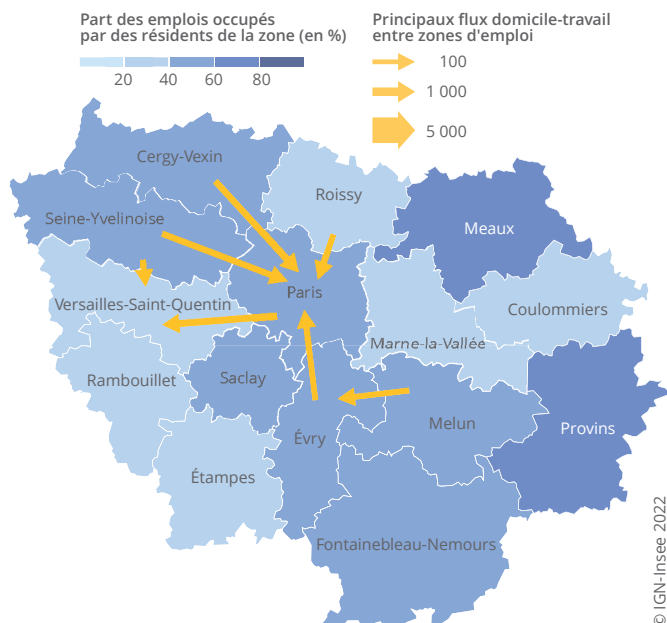 Part des emplois occupés
par des résidents de la zone (en %)
20 40 60 80
Principaux flux domicile-travail
entre zones d'emploi
100
1 000
5 000
Cergy-Vexin
Roissy
Seine-Yvelinoise
Meaux
Paris
Versailles-Saint-Quentin
Coulommiers
Marne-la-Vallée
Rambouillet
Saclay
Melun
Provins
Évry
Étampes
Fontainebleau-Nemours
© IGN-Insee 2022